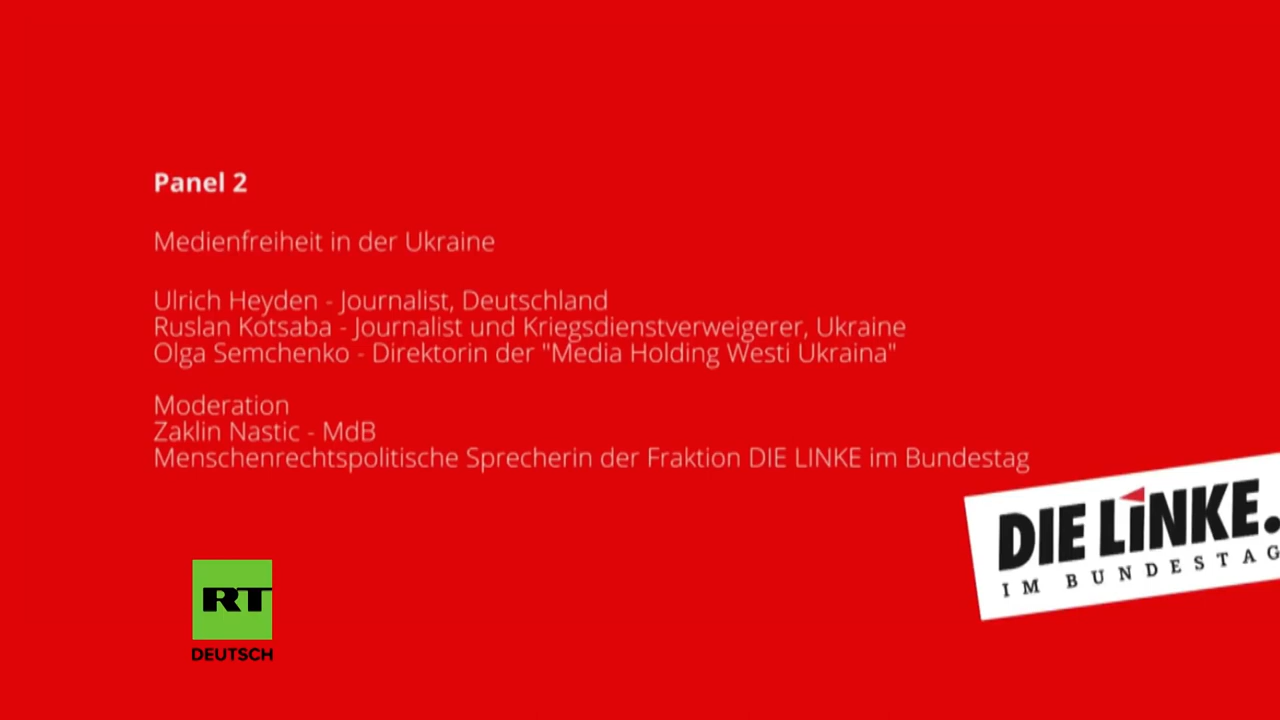 Panel 2
Medienfreiheit in der Ukraine
Ulrich Heyden - Journalist, Deutschland
Ruslan Kotsaba - Journalist und Kriegsdienstverweigerer, Ukraine
Olga Semchenko - Direktorin der "Media Holding Westi Ukraina"
Moderation
Zaklin Nastic - MdB
Menschenrechtspolitische Sprecherin der Fraktion DIE LINKE im Bundestag
DIE LINKE.
IM BUNDESTAG
RT
DEUTSCH